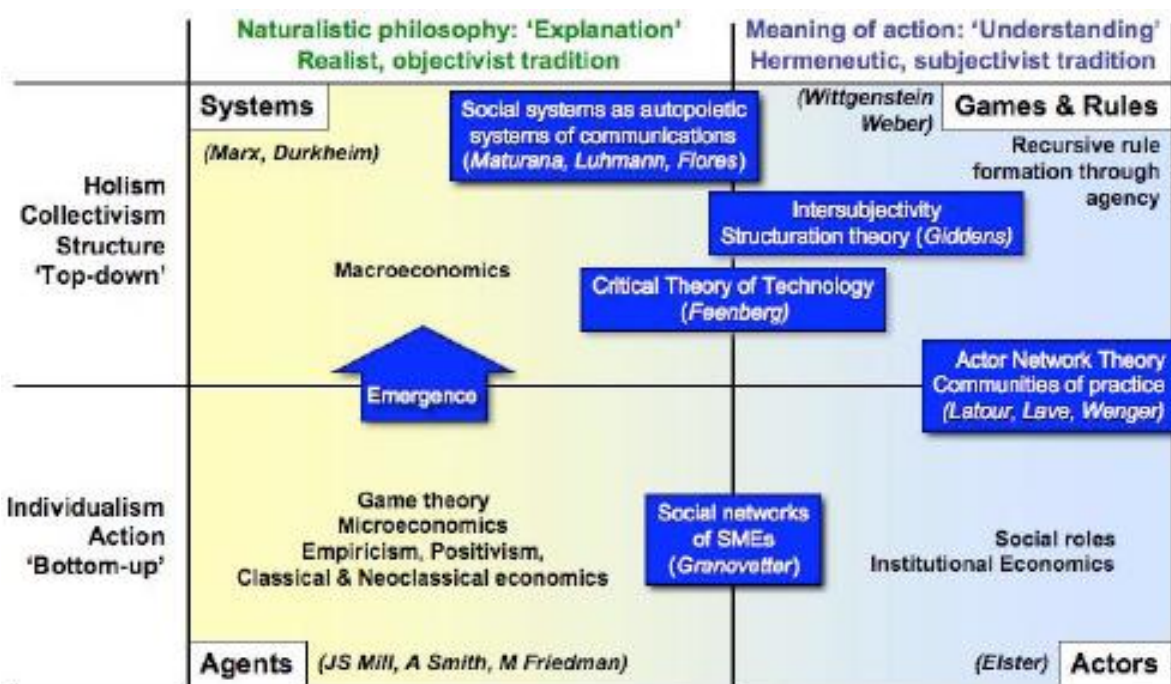 Naturalistic philosophy: ‘Explanation’
Realist, objectivist tradition
Meaning of action: ‘Understanding’
Hermeneutic, subjectivist tradition
Holism
Collectivism
Structure
‘Top-down’
Systems
(Marx, Durkheim)
Social systems as autopoietic
systems of communications
(Maturana, Luhmann, Flores)
(Wittgenstein
Weber)
Games & Rules
Recursive rule
formation through
agency
Intersubjectivity
Structuration theory (Giddens)
Macroeconomics
Critical Theory of Technology
(Feenberg)
Emergence
Actor Network Theory
Communities of practice
(Latour, Lave, Wenger)
Individualism
Action
‘Bottom-up’
Game theory
Microeconomics
Empiricism, Positivism,
Classical & Neoclassical economics
Social networks
of SMEs
(Granovetter)
Social roles
Institutional Economics
Agents
(JS Mill, A Smith, M Friedman)
(Elster)
Actors